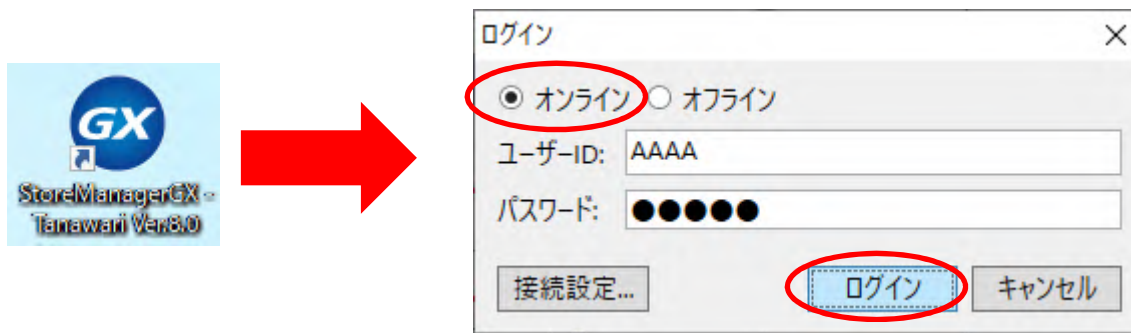 GX
StoreManagerGX -
Tanawari Ver.8.0
ログイン
オンライン オフライン
ユーザーID: AAAA
パスワード: ●●●●●
接続設定... ログイン キャンセル